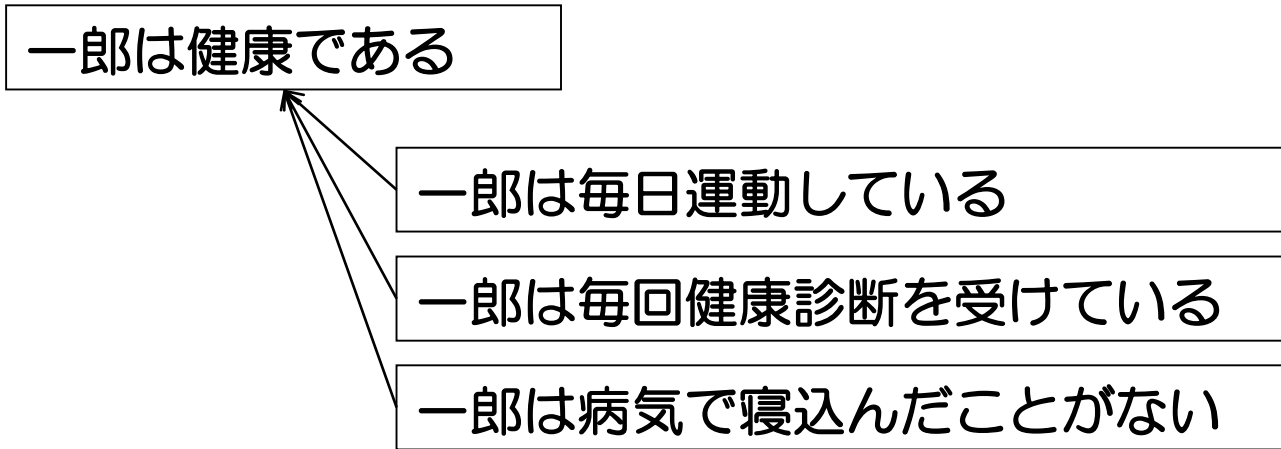 一郎は健康である
一郎は毎日運動している
一郎は毎回健康診断を受けている
一郎は病気で寝込んだことがない